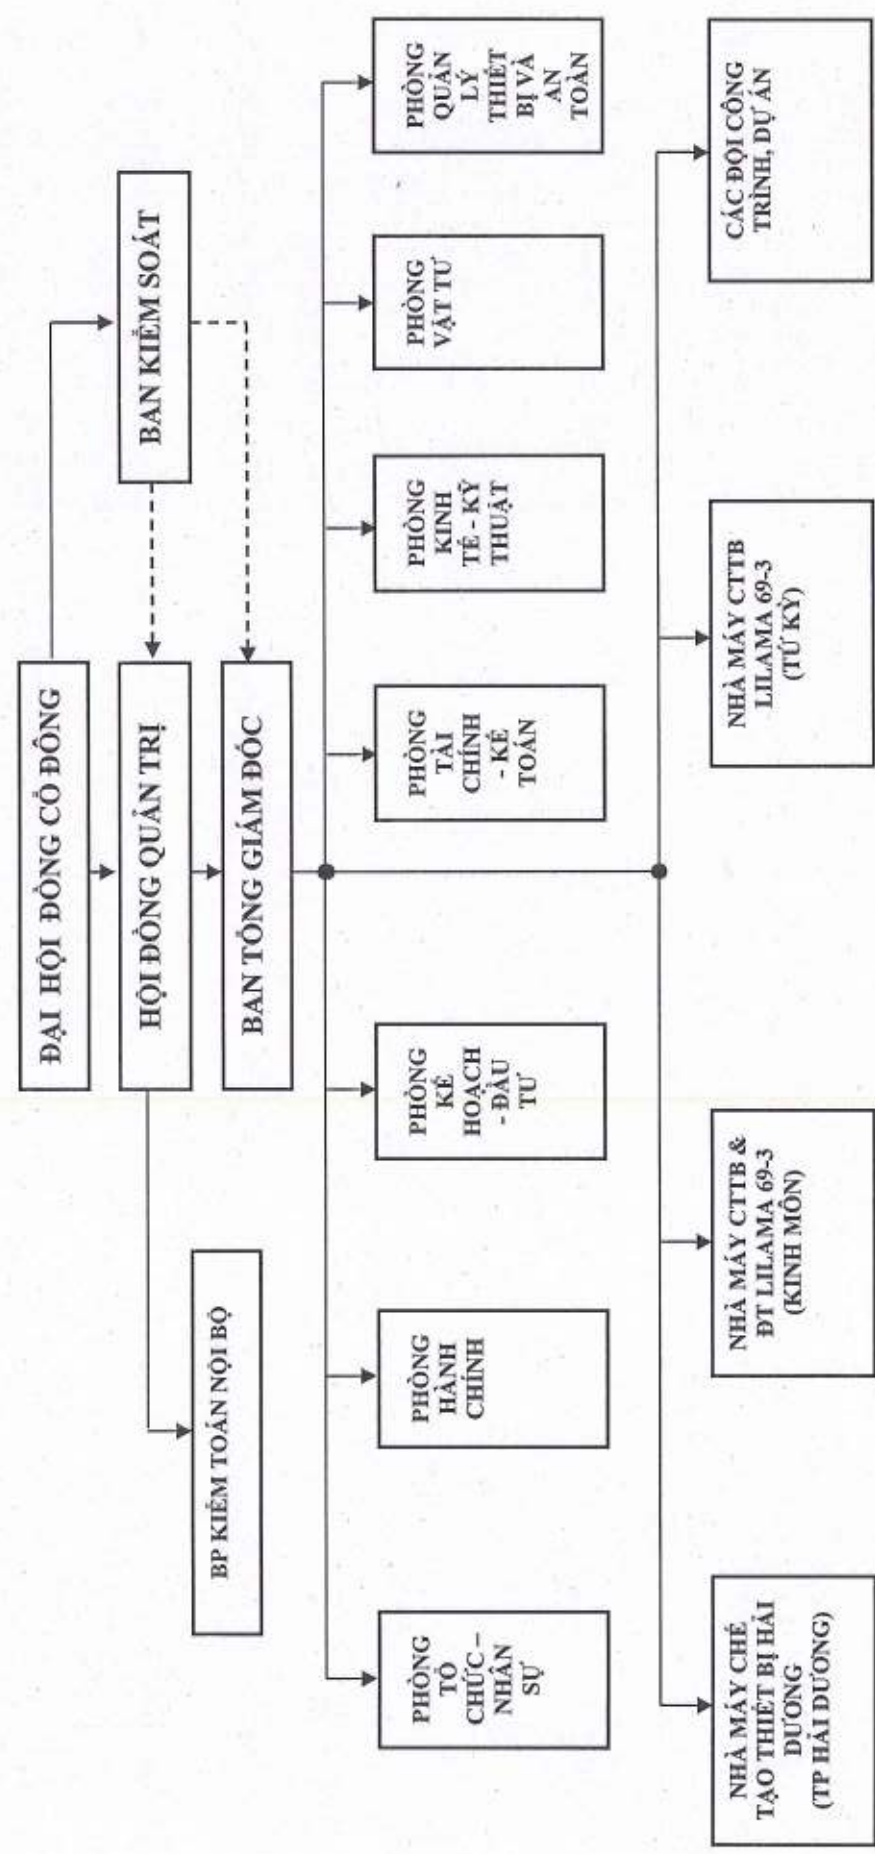 ĐẠI HỘI ĐỒNG CỔ ĐÔNG
HỘI ĐỒNG QUẢN TRỊ
BAN KIỂM SOÁT
BAN TỔNG GIÁM ĐỐC
BP KIỂM TOÁN NỘI BỘ
PHÒNG
TỔ
CHỨC –
NHÂN
SỰ
PHÒNG
HÀNH
CHÍNH
PHÒNG
KẾ
HOẠCH
- ĐẦU
TƯ
PHÒNG
TÀI
CHÍNH
- KẾ
TOÁN
PHÒNG
KINH
TẾ - KỸ
THUẬT
PHÒNG
VẬT TƯ
PHÒNG
QUẢN
LÝ
THIẾT
BỊ VÀ
AN
TOÀN
NHÀ MÁY CHẾ
TẠO THIẾT BỊ HẢI
DƯƠNG
(TP HẢI DƯƠNG)
NHÀ MÁY CTTB &
ĐT LILAMA 69-3
(KINH MÔN)
NHÀ MÁY CTTB
LILAMA 69-3
(TỨ KỲ)
CÁC ĐỘI CÔNG
TRÌNH, DỰ ÁN